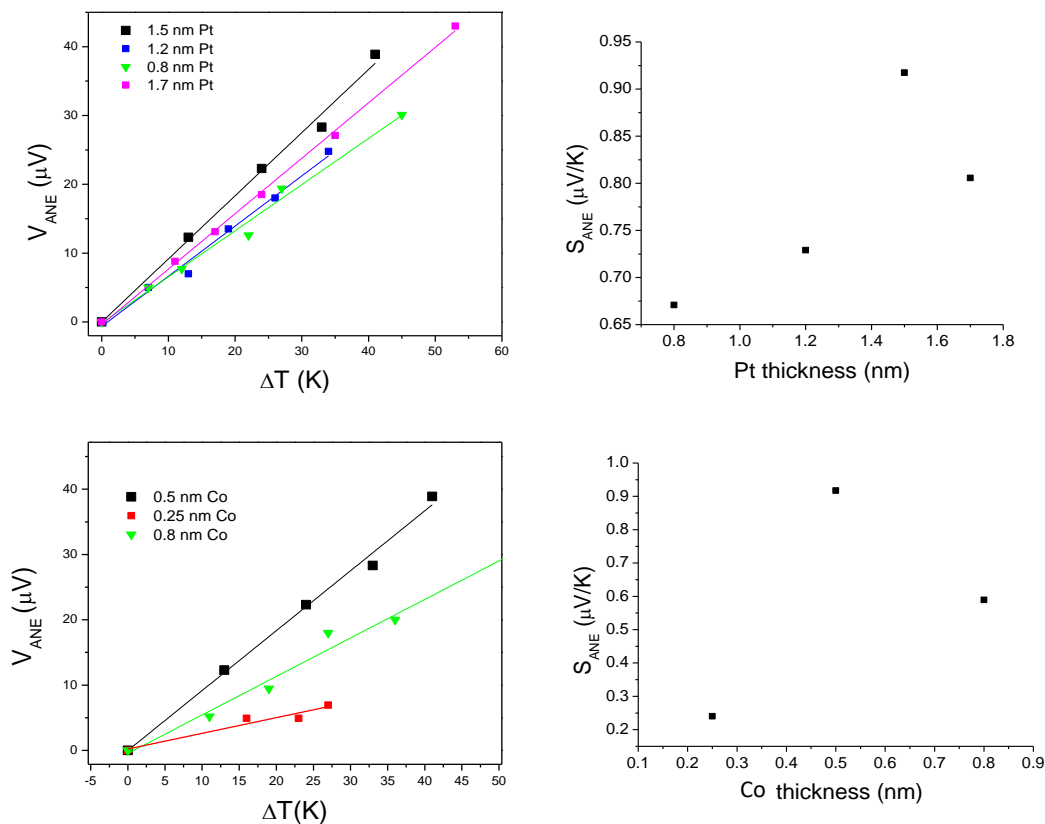 1.5 nm Pt
1.2 nm Pt
0.8 nm Pt
1.7 nm Pt
V_ANE (μV)
40
30
20
10
0
0 10 20 30 40 50 60
ΔT (K)
S_ANE (μV/K)
0.95
0.90
0.85
0.80
0.75
0.70
0.65
0.8 1.0 1.2 1.4 1.6 1.8
Pt thickness (nm)
0.5 nm Co
0.25 nm Co
0.8 nm Co
V_ANE (μV)
40
30
20
10
0
-5 0 5 10 15 20 25 30 35 40 45 50
ΔT(K)
S_ANE (μV/K)
1.0
0.9
0.8
0.7
0.6
0.5
0.4
0.3
0.2
0.1 0.2 0.3 0.4 0.5 0.6 0.7 0.8 0.9
Co thickness (nm)